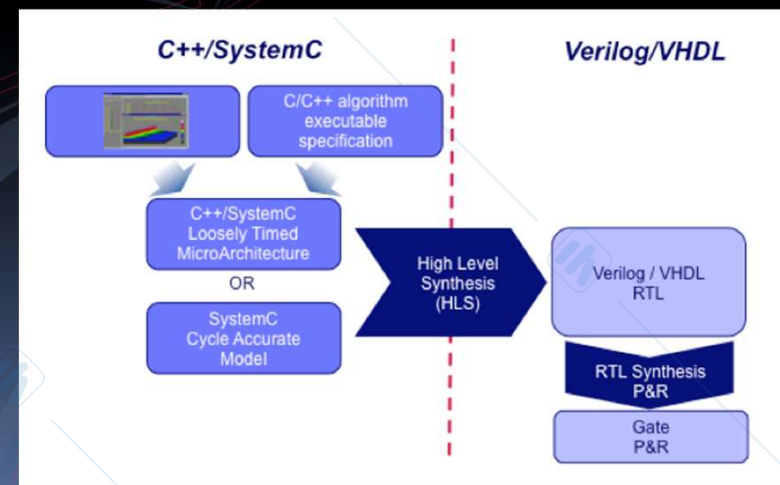 C++/SystemC
Verilog/VHDL
C/C++ algorithm
executable
specification
C++/SystemC
Loosely Timed
MicroArchitecture
OR
SystemC
Cycle Accurate
Model
High Level
Synthesis
(HLS)
Verilog / VHDL
RTL
RTL Synthesis
P&R
Gate
P&R